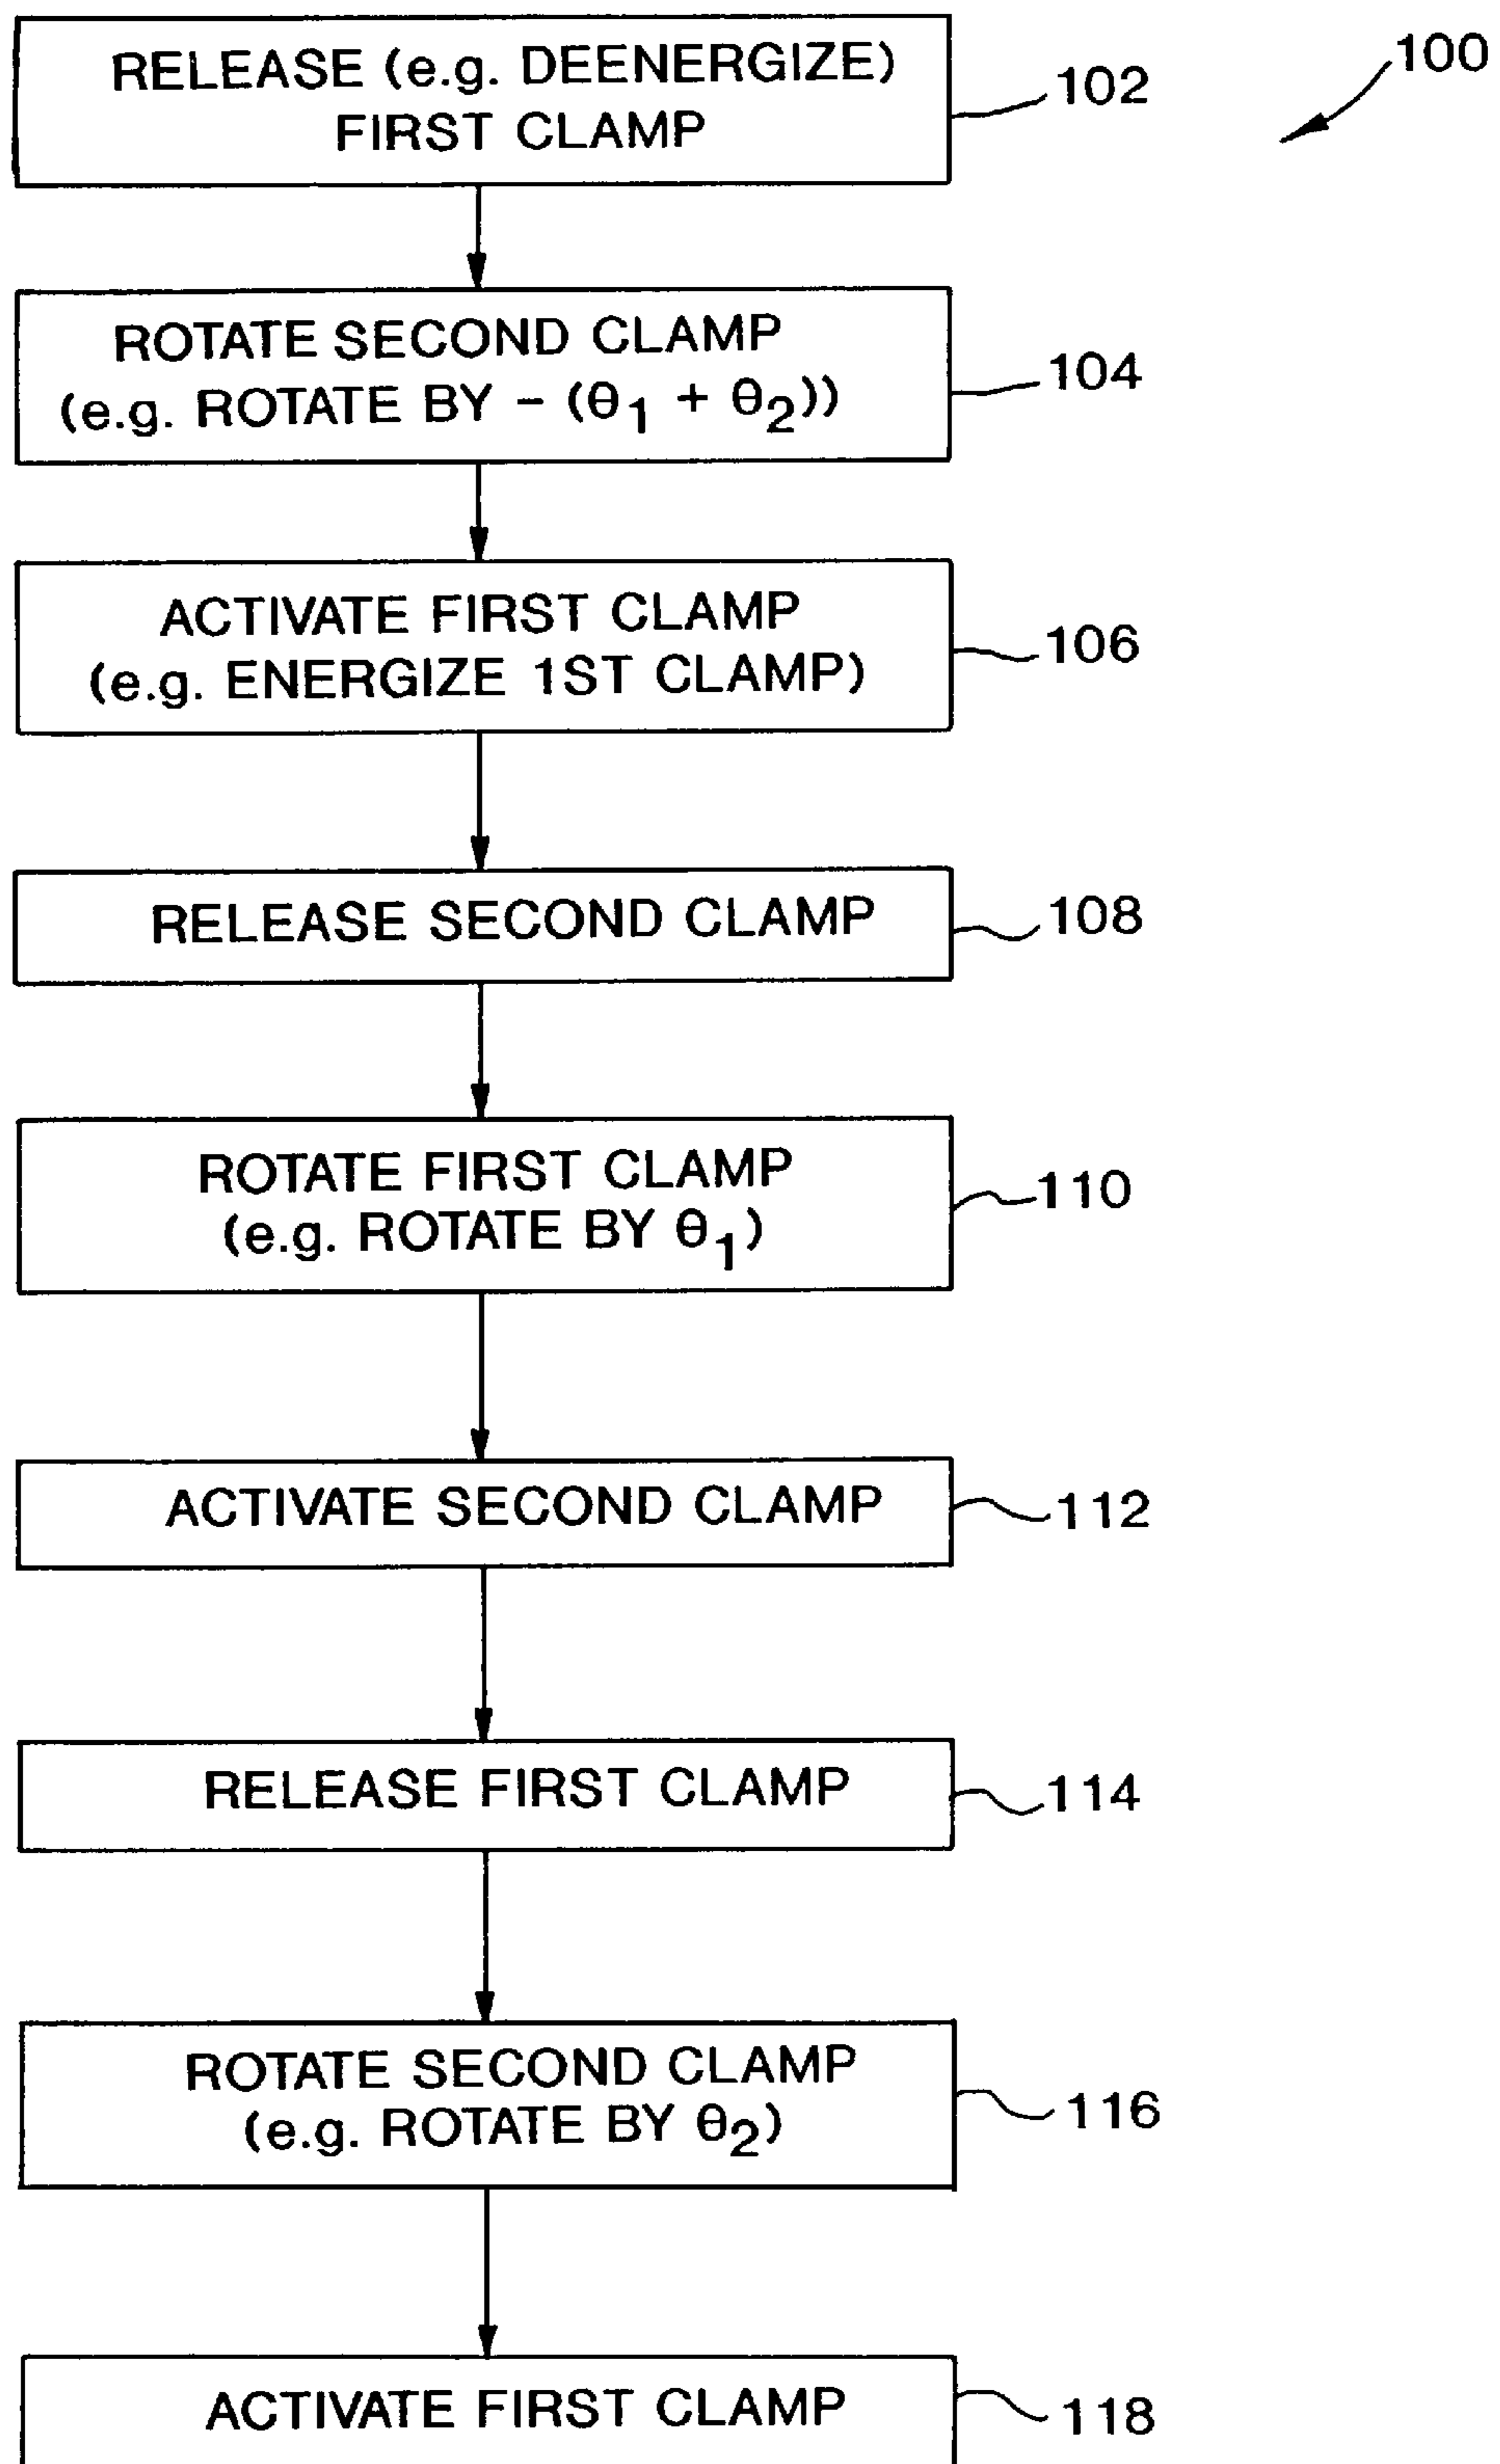 100
RELEASE (e.g. DEENERGIZE)
FIRST CLAMP
102
ROTATE SECOND CLAMP
(e.g. ROTATE BY - (θ1 + θ2))
104
ACTIVATE FIRST CLAMP
(e.g. ENERGIZE 1ST CLAMP)
106
RELEASE SECOND CLAMP
108
ROTATE FIRST CLAMP
(e.g. ROTATE BY θ1)
110
ACTIVATE SECOND CLAMP
112
RELEASE FIRST CLAMP
114
ROTATE SECOND CLAMP
(e.g. ROTATE BY θ2)
116
ACTIVATE FIRST CLAMP
118